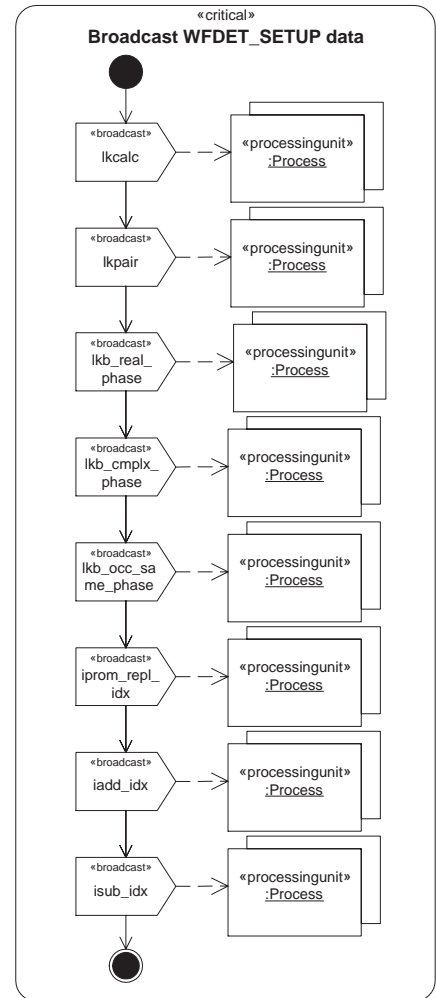 «critical»
Broadcast WFDET_SETUP data
«broadcast»
lkcalc
«processingunit»
:Process
«broadcast»
lkpair
«processingunit»
:Process
«broadcast»
lkb_real_
phase
«processingunit»
:Process
«broadcast»
lkb_cmplx_
phase
«processingunit»
:Process
«broadcast»
lkb_occ_sa
me_phase
«processingunit»
:Process
«broadcast»
iprom_repl_
idx
«processingunit»
:Process
«broadcast»
iadd_idx
«processingunit»
:Process
«broadcast»
isub_idx
«processingunit»
:Process